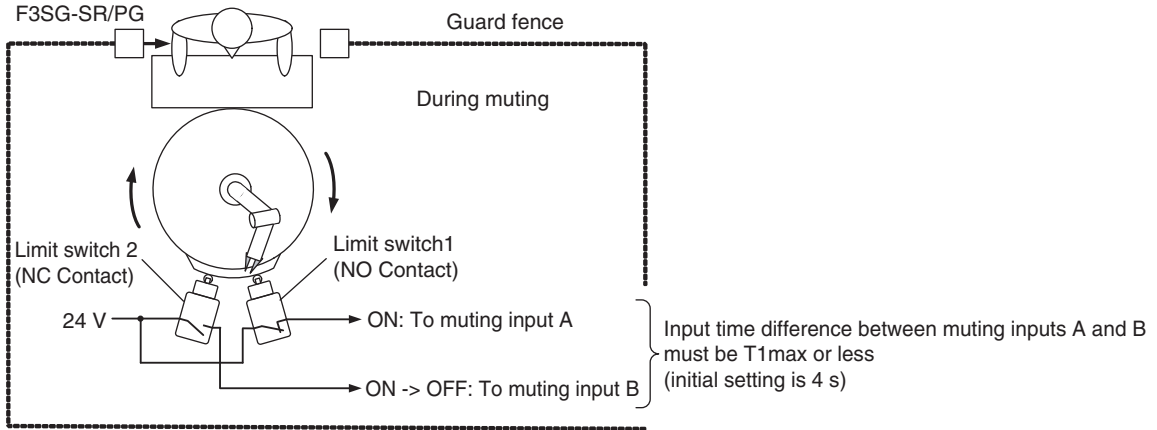 F3SG-SR/PG
Guard fence
During muting
Limit switch 2
(NC Contact)
Limit switch1
(NO Contact)
24 V
ON: To muting input A
ON -> OFF: To muting input B
Input time difference between muting inputs A and B
must be T1max or less
(initial setting is 4 s)